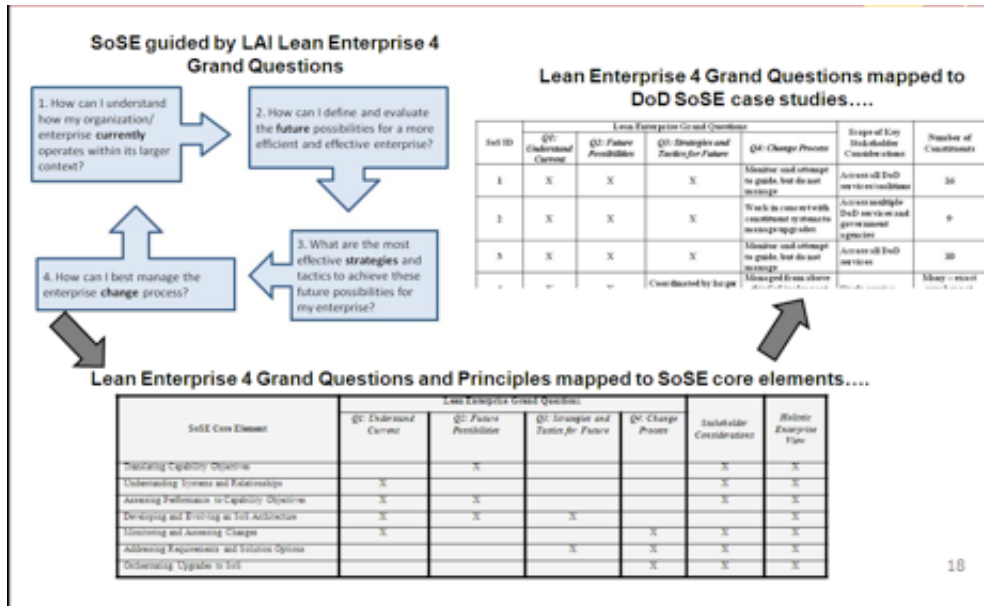 SoSE guided by LAI Lean Enterprise 4
Grand Questions
1. How can I understand
how my organization/
enterprise currently
operates within its larger
context?
2. How can I define and evaluate
the future possibilities for a more
efficient and effective enterprise?
3. What are the most
effective strategies and
tactics to achieve these
future possibilities for
my enterprise?
4. How can I best manage the
enterprise change process?
Lean Enterprise 4 Grand Questions mapped to
DoD SoSE case studies....
Lean Enterprise Grand Questions
SoS ID
Q1:
Understand
Current
Q2: Future
Possibilities
Q3: Strategies and
Tactics for Future
Q4: Change Process
Scope of Key
Stakeholder
Considerations
Number of
Constituents
1 X X X
Monitor and attempt
to guide, but do not
manage
Across all DoD
services/coalitions
16
2 X X X
Work in concert with
constituent systems to
manage upgrades
Across multiple
DoD services and
government
agencies
9
3 X X X
Monitor and attempt
to guide, but do not
manage
Across all DoD
services
10
X X
Coordinated by larger
Managed from above
Many - exact
Lean Enterprise 4 Grand Questions and Principles mapped to SoSE core elements....
Lean Enterprise Grand Questions
SoSE Core Element
Q1: Understand
Current
Q2: Future
Possibilities
Q3: Strategies and
Tactics for Future
Q4: Change
Process
Stakeholder
Considerations
Holistic
Enterprise
View
Translating Capability Objectives X X X
Understanding Systems and Relationships X X X
Assessing Performance to Capability Objectives X X X X
Developing and Evolving an SoS Architecture X X X X
Monitoring and Assessing Changes X X X X
Addressing Requirements and Solution Options X X X X
Orchestrating Upgrades to SoS X X X
18